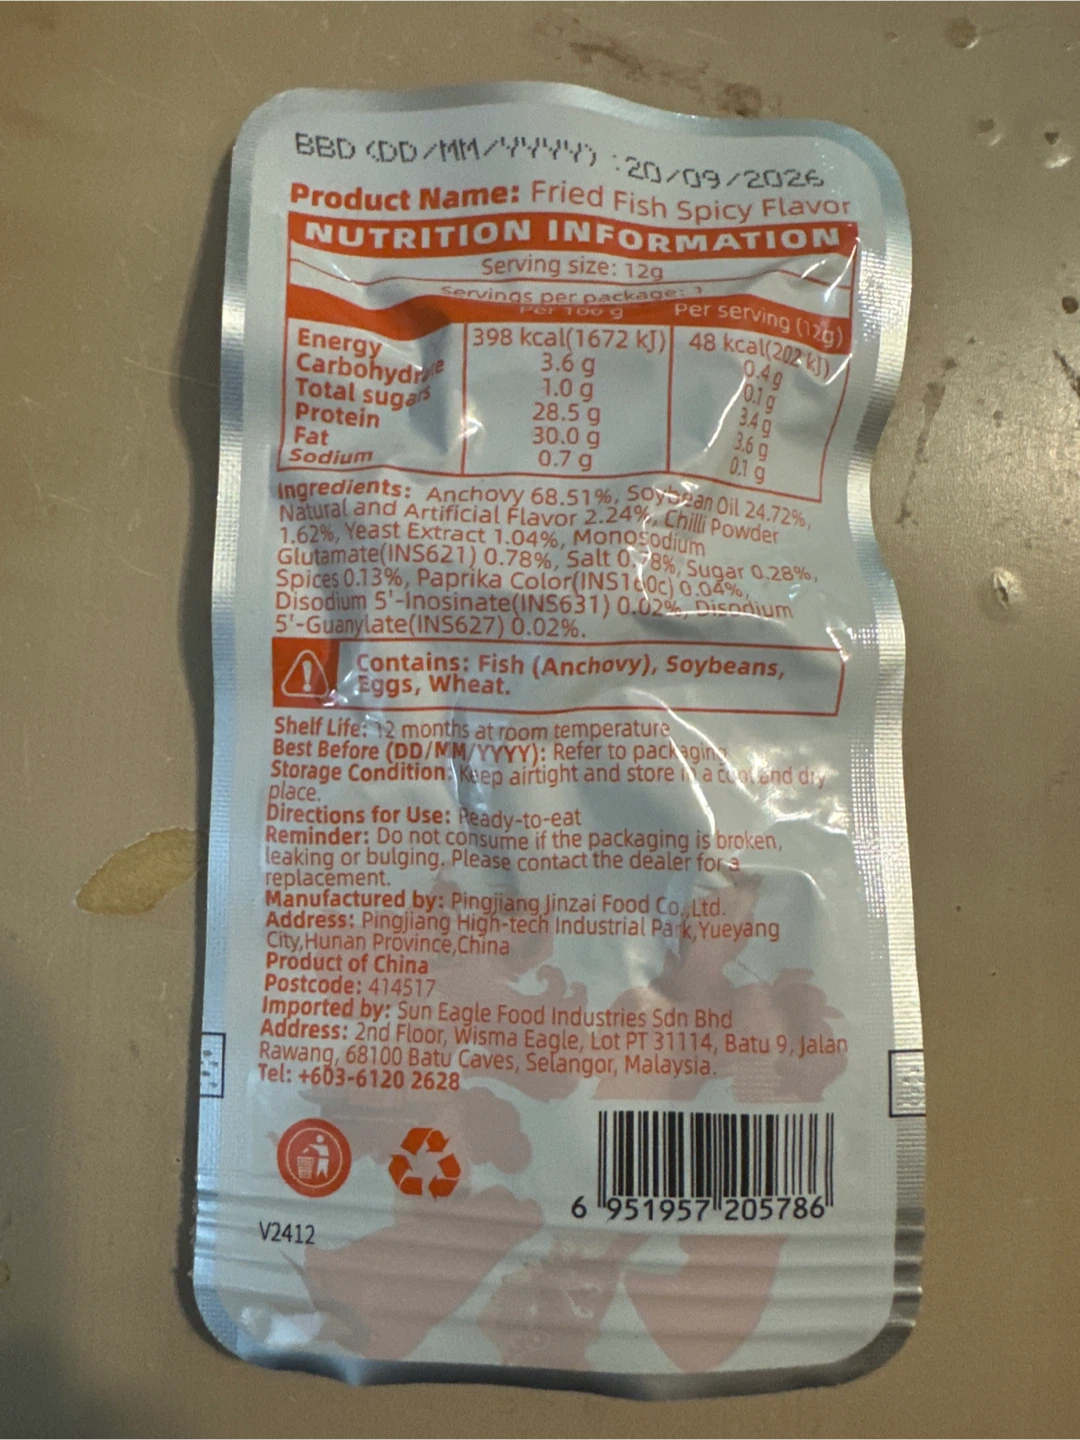 BBD (DD/MM/YYYY) :20/09/2026
Product Name: Fried Fish Spicy Flavor
NUTRITION INFORMATION
Serving size: 12g
Servings per package: 1
Per 100 g Per serving (12g)
Energy 398 kcal(1672 kJ) 48 kcal(202 kJ)
Carbohydrate 3.6 g 0.4 g
Total sugars 1.0 g 0.1 g
Protein 28.5 g 3.4 g
Fat 30.0 g 3.6 g
Sodium 0.7 g 0.1 g
Ingredients: Anchovy 68.51%, Soybean Oil 24.72%,
Natural and Artificial Flavor 2.24%, Chilli Powder
1.62%, Yeast Extract 1.04%, Monosodium
Glutamate(INS621) 0.78%, Salt 0.78%, Sugar 0.28%,
Spices 0.13%, Paprika Color(INS160c) 0.04%,
Disodium 5'-Inosinate(INS631) 0.02%, Disodium
5'-Guanylate(INS627) 0.02%.
Contains: Fish (Anchovy), Soybeans,
Eggs, Wheat.
Shelf Life: 12 months at room temperature
Best Before (DD/MM/YYYY): Refer to packaging
Storage Condition: Keep airtight and store in a cool and dry
place.
Directions for Use: Ready-to-eat
Reminder: Do not consume if the packaging is broken,
leaking or bulging. Please contact the dealer for a
replacement.
Manufactured by: Pingjiang Jinzai Food Co.,Ltd.
Address: Pingjiang High-tech Industrial Park,Yueyang
City,Hunan Province,China
Product of China
Postcode: 414517
Imported by: Sun Eagle Food Industries Sdn Bhd
Address: 2nd Floor, Wisma Eagle, Lot PT 31114, Batu 9, Jalan
Rawang, 68100 Batu Caves, Selangor, Malaysia.
Tel: +603-6120 2628
6 951957 205786
V2412